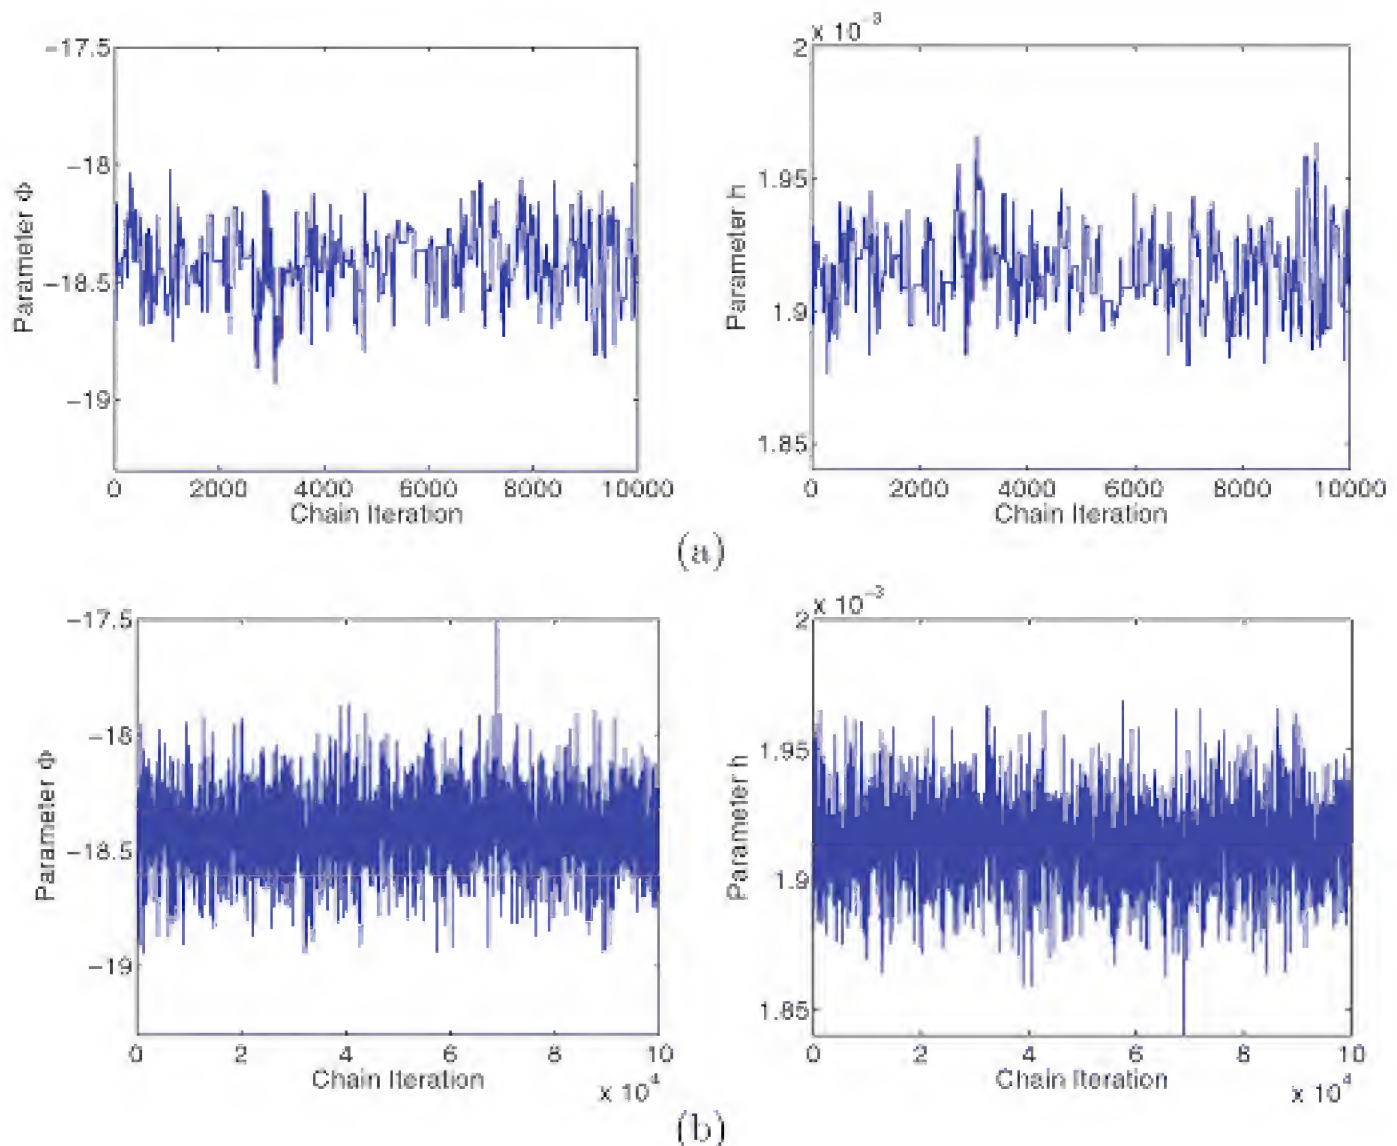 x 10⁻³
−17.5
−18
−18.5
−19
Parameter Φ
0 2000 4000 6000 8000 10000
Chain Iteration
2
1.95
1.9
1.85
Parameter h
0 2000 4000 6000 8000 10000
Chain Iteration
(a)
x 10⁻³
−17.5
−18
−18.5
−19
Parameter Φ
0 2 4 6 8 10
Chain Iteration
x 10⁴
2
1.95
1.9
1.85
Parameter h
0 2 4 6 8 10
Chain Iteration
x 10⁴
(b)